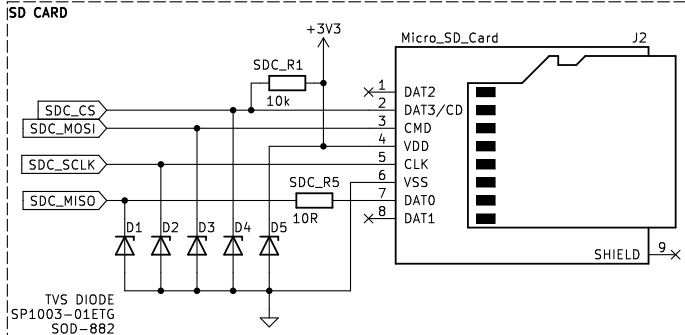 SD CARD
+3V3
Micro_SD_Card
J2
SDC_R1
10k
1
DAT2
SDC_CS
2
DAT3/CD
SDC_MOSI
3
CMD
4
VDD
SDC_SCLK
5
CLK
6
VSS
SDC_R5
SDC_MISO
7
DAT0
10R
8
DAT1
D1
D2
D3
D4
D5
SHIELD
9
TVS DIODE
SP1003-01ETG
SOD-882